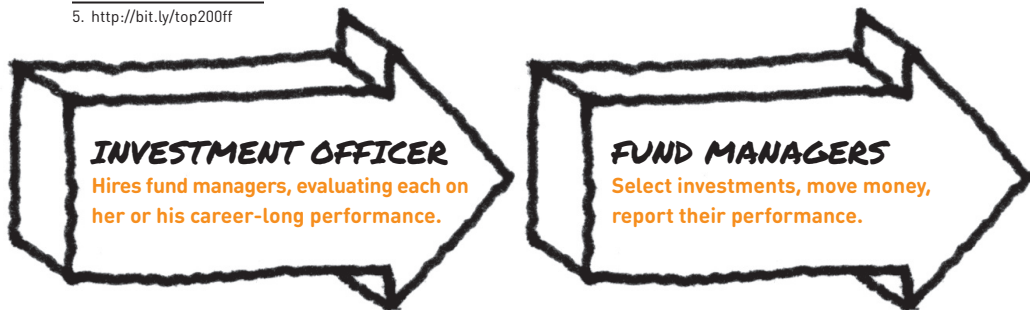 5. http://bit.ly/top200ff
INVESTMENT OFFICER
Hires fund managers, evaluating each on
her or his career-long performance.
FUND MANAGERS
Select investments, move money,
report their performance.